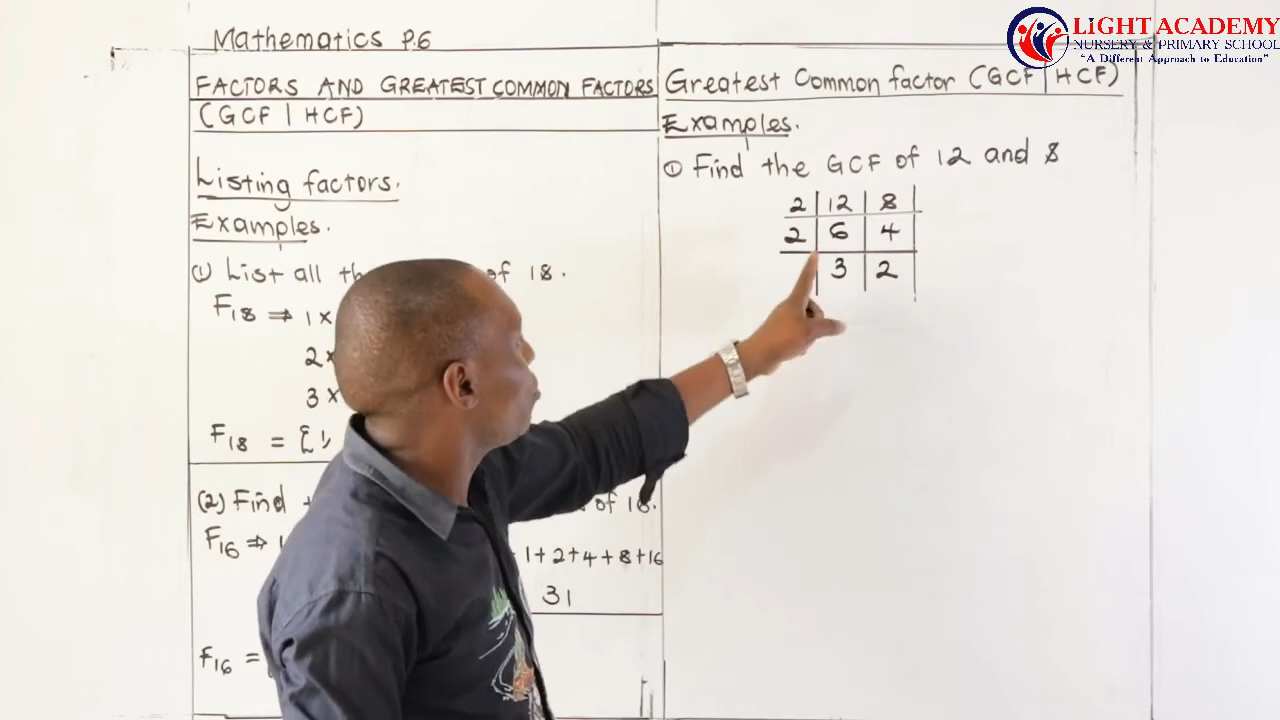 LIGHT ACADEMY
NURSERY & PRIMARY SCHOOL
"A Different Approach to Education"
Mathematics P.6
FACTORS AND GREATEST COMMON FACTORS
(GCF | HCF)
Listing factors.
Examples.
① List all of 18.
F18 ⇒ 1 ×
2 ×
3 ×
F18 = {1,
(2) Find of 16.
F16 ⇒ 1+2+4+8+16
31
F16 =
Greatest Common factor (GCF | HCF)
Examples.
① Find the GCF of 12 and 8
2 | 12 | 8
2 | 6 | 4
3 | 2